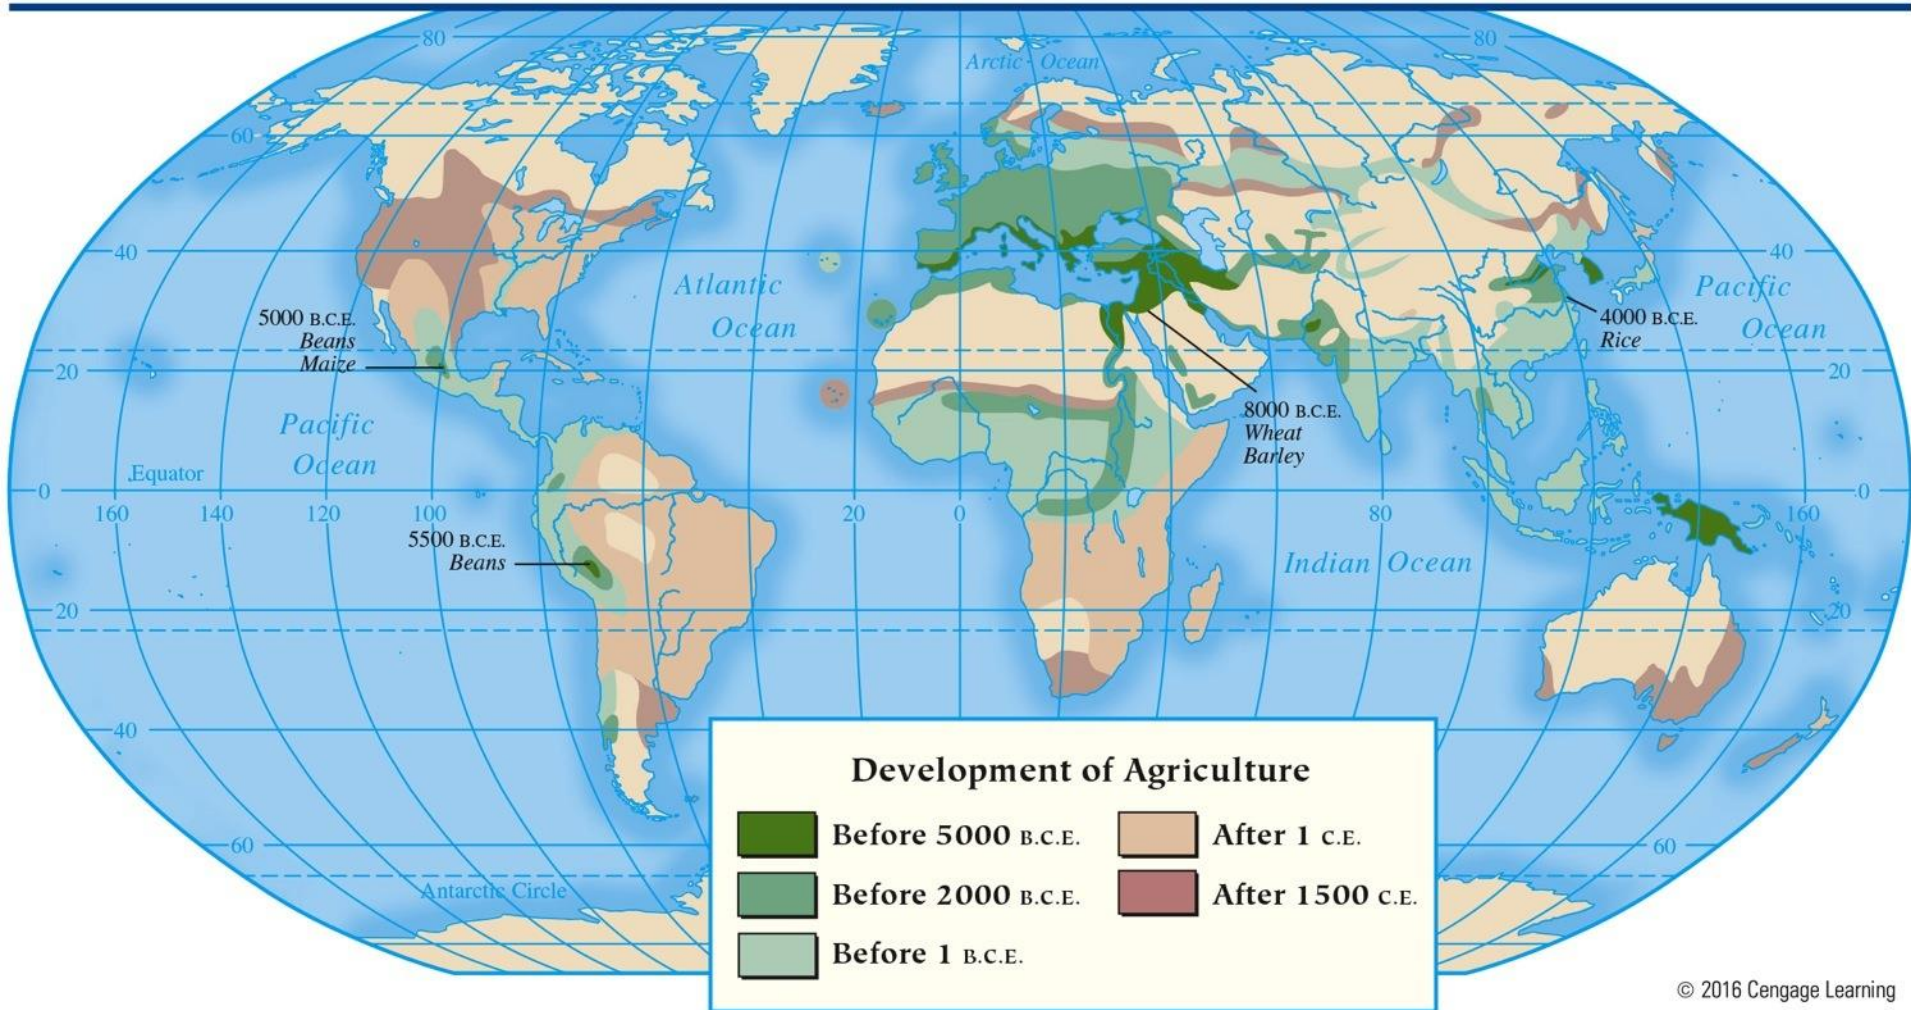 80
80
Arctic Ocean
60
40
40
Atlantic
Ocean
Pacific
Ocean
5000 B.C.E.
Beans
Maize
4000 B.C.E.
Rice
20
20
8000 B.C.E.
Wheat
Barley
Pacific
Ocean
Equator
0
0
160
140
120
100
20
0
80
160
5500 B.C.E.
Beans
Indian Ocean
20
20
40
60
60
Antarctic Circle
Development of Agriculture
Before 5000 B.C.E.
After 1 C.E.
Before 2000 B.C.E.
After 1500 C.E.
Before 1 B.C.E.
© 2016 Cengage Learning